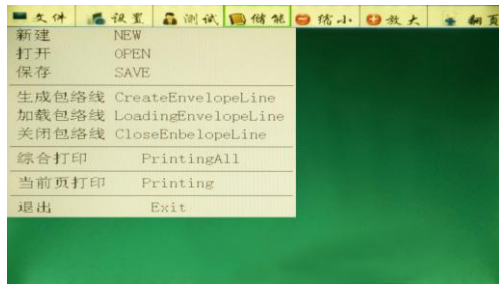 文件 设置 测试 储能 缩小 放大 翻页
新建 NEW
打开 OPEN
保存 SAVE
生成包络线 CreateEnvelopeLine
加载包络线 LoadingEnvelopeLine
关闭包络线 CloseEnbelopeLine
综合打印 PrintingAll
当前页打印 Printing
退出 Exit